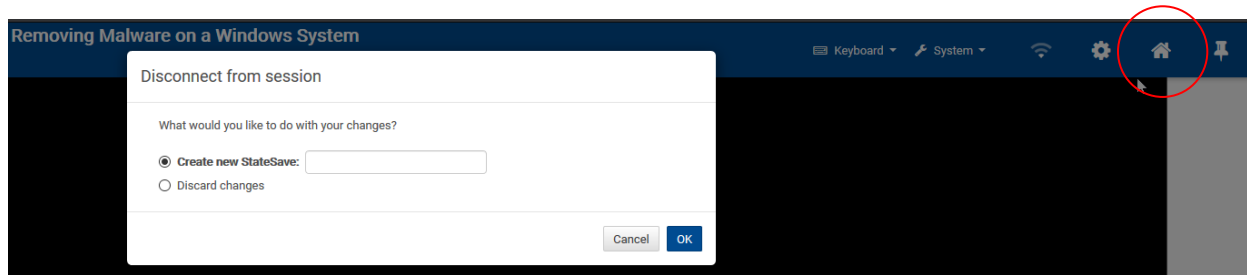 Removing Malware on a Windows System
Keyboard System
Disconnect from session
What would you like to do with your changes?
Create new StateSave:
Discard changes
Cancel OK